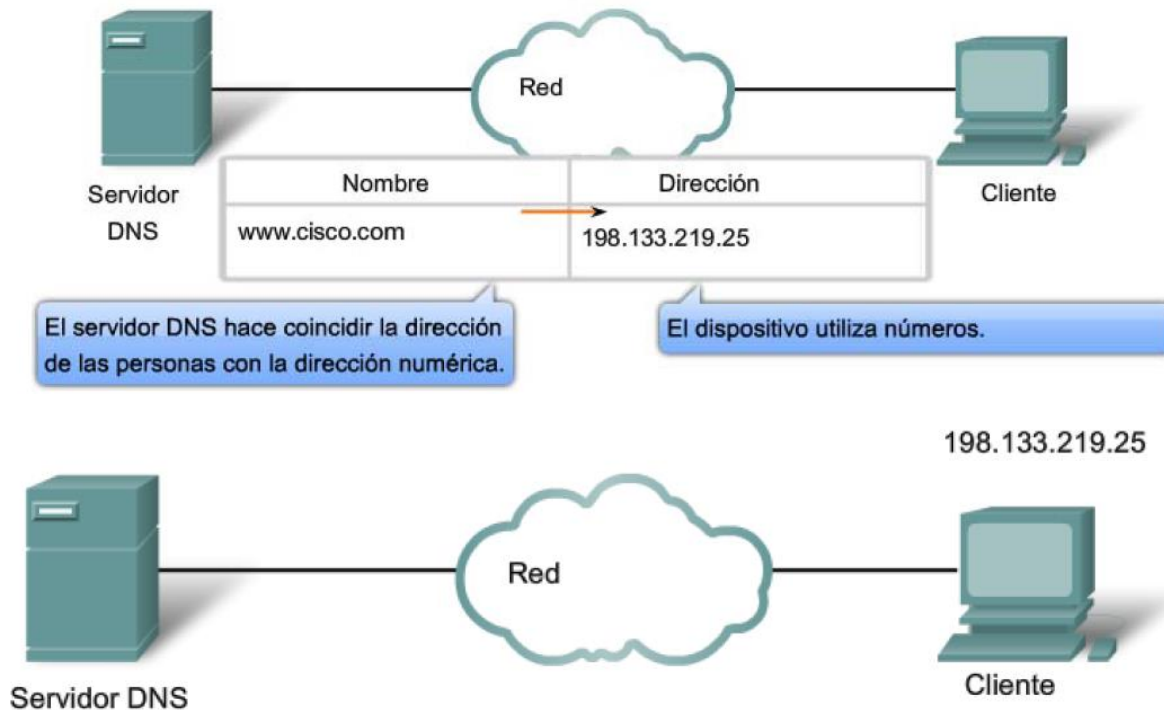 Red
Servidor
DNS
Cliente
Nombre
Dirección
www.cisco.com
198.133.219.25
El servidor DNS hace coincidir la dirección
de las personas con la dirección numérica.
El dispositivo utiliza números.
198.133.219.25
Red
Servidor DNS
Cliente